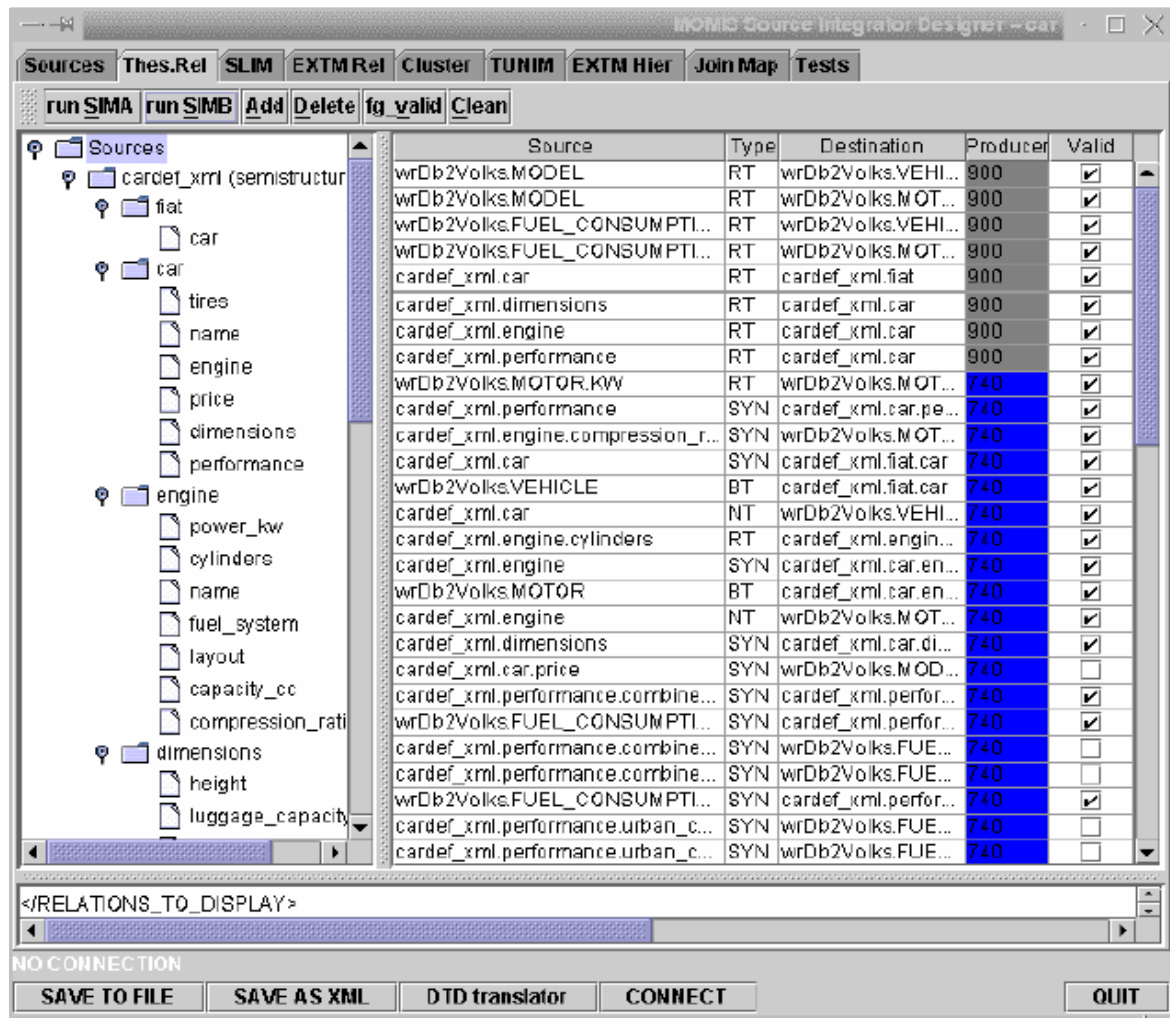 MOMIS Source Integrator Designer – car
Sources Thes.Rel SLIM EXTM Rel Cluster TUNIM EXTM Hier Join Map Tests
run SIMA run SIMB Add Delete fg_valid Clean
Sources
cardef_xml (semistructur
fiat
car
car
tires
name
engine
price
dimensions
performance
engine
power_kw
cylinders
name
fuel_system
layout
capacity_cc
compression_rati
dimensions
height
luggage_capacity
Source Type Destination Producer Valid
wrDb2Volks.MODEL RT wrDb2Volks.VEHI... 900
wrDb2Volks.MODEL RT wrDb2Volks.MOT... 900
wrDb2Volks.FUEL_CONSUMPTI... RT wrDb2Volks.VEHI... 900
wrDb2Volks.FUEL_CONSUMPTI... RT wrDb2Volks.MOT... 900
cardef_xml.car RT cardef_xml.fiat 900
cardef_xml.dimensions RT cardef_xml.car 900
cardef_xml.engine RT cardef_xml.car 900
cardef_xml.performance RT cardef_xml.car 900
wrDb2Volks.MOTOR.KW RT wrDb2Volks.MOT... 740
cardef_xml.performance SYN cardef_xml.car.pe... 740
cardef_xml.engine.compression_r... SYN wrDb2Volks.MOT... 740
cardef_xml.car SYN cardef_xml.fiat.car 740
wrDb2Volks.VEHICLE BT cardef_xml.fiat.car 740
cardef_xml.car NT wrDb2Volks.VEHI... 740
cardef_xml.engine.cylinders RT cardef_xml.engin... 740
cardef_xml.engine SYN cardef_xml.car.en... 740
wrDb2Volks.MOTOR BT cardef_xml.car.en... 740
cardef_xml.engine NT wrDb2Volks.MOT... 740
cardef_xml.dimensions SYN cardef_xml.car.di... 740
cardef_xml.car.price SYN wrDb2Volks.MOD... 740
cardef_xml.performance.combine... SYN cardef_xml.perfor... 740
wrDb2Volks.FUEL_CONSUMPTI... SYN cardef_xml.perfor... 740
cardef_xml.performance.combine... SYN wrDb2Volks.FUE... 740
cardef_xml.performance.combine... SYN wrDb2Volks.FUE... 740
wrDb2Volks.FUEL_CONSUMPTI... SYN cardef_xml.perfor... 740
cardef_xml.performance.urban_c... SYN wrDb2Volks.FUE... 740
cardef_xml.performance.urban_c... SYN wrDb2Volks.FUE... 740
</RELATIONS_TO_DISPLAY>
NO CONNECTION
SAVE TO FILE SAVE AS XML DTD translator CONNECT QUIT